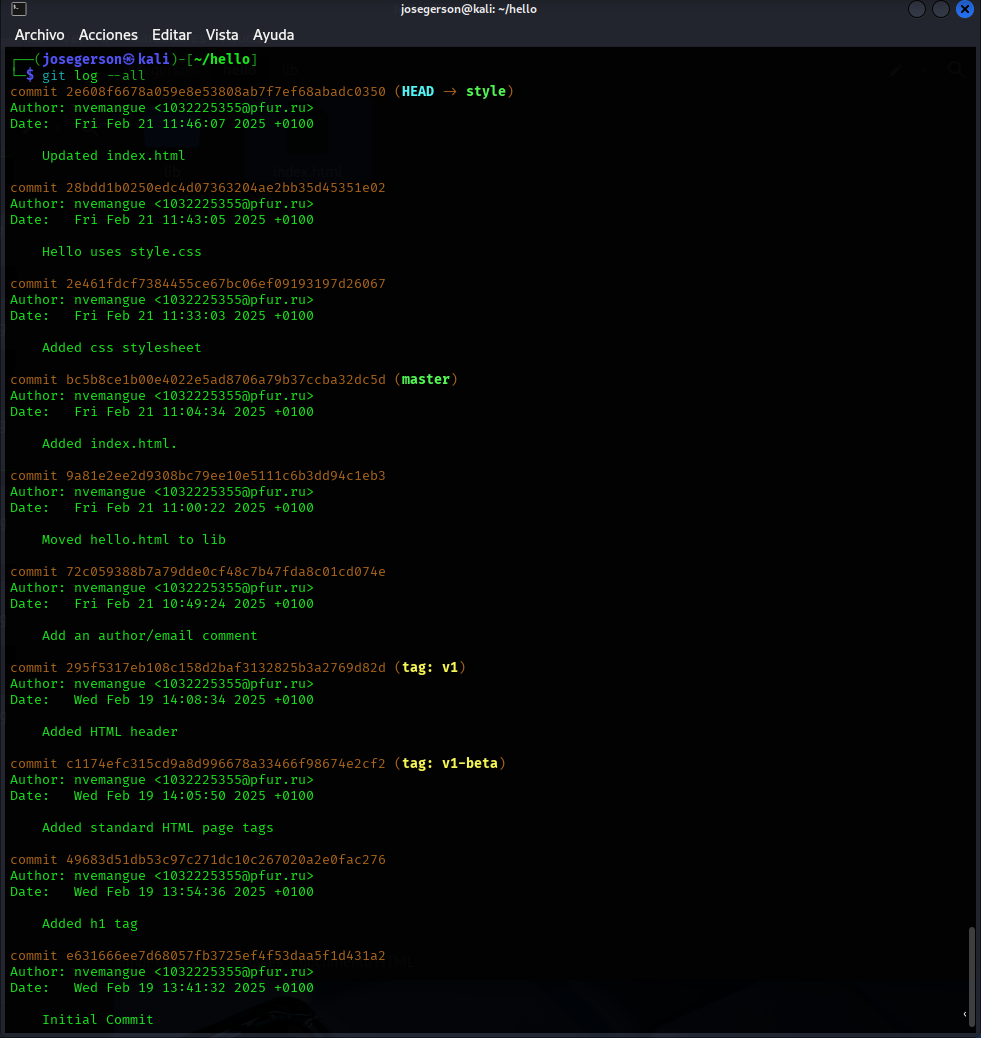 josegerson@kali: ~/hello
Archivo Acciones Editar Vista Ayuda
┌──(josegerson㉿kali)-[~/hello]
└─$ git log --all
commit 2e608f6678a059e8e53808ab7f7ef68abadc0350 (HEAD -> style)
Author: nvemangue <1032225355@pfur.ru>
Date:   Fri Feb 21 11:46:07 2025 +0100
    Updated index.html
commit 28bdd1b0250edc4d07363204ae2bb35d45351e02
Author: nvemangue <1032225355@pfur.ru>
Date:   Fri Feb 21 11:43:05 2025 +0100
    Hello uses style.css
commit 2e461fdcf7384455ce67bc06ef09193197d26067
Author: nvemangue <1032225355@pfur.ru>
Date:   Fri Feb 21 11:33:03 2025 +0100
    Added css stylesheet
commit bc5b8ce1b00e4022e5ad8706a79b37ccba32dc5d (master)
Author: nvemangue <1032225355@pfur.ru>
Date:   Fri Feb 21 11:04:34 2025 +0100
    Added index.html.
commit 9a81e2ee2d9308bc79ee10e5111c6b3dd94c1eb3
Author: nvemangue <1032225355@pfur.ru>
Date:   Fri Feb 21 11:00:22 2025 +0100
    Moved hello.html to lib
commit 72c059388b7a79dde0cf48c7b47fda8c01cd074e
Author: nvemangue <1032225355@pfur.ru>
Date:   Fri Feb 21 10:49:24 2025 +0100
    Add an author/email comment
commit 295f5317eb108c158d2baf3132825b3a2769d82d (tag: v1)
Author: nvemangue <1032225355@pfur.ru>
Date:   Wed Feb 19 14:08:34 2025 +0100
    Added HTML header
commit c1174efc315cd9a8d996678a33466f98674e2cf2 (tag: v1-beta)
Author: nvemangue <1032225355@pfur.ru>
Date:   Wed Feb 19 14:05:50 2025 +0100
    Added standard HTML page tags
commit 49683d51db53c97c271dc10c267020a2e0fac276
Author: nvemangue <1032225355@pfur.ru>
Date:   Wed Feb 19 13:54:36 2025 +0100
    Added h1 tag
commit e631666ee7d68057fb3725ef4f53daa5f1d431a2
Author: nvemangue <1032225355@pfur.ru>
Date:   Wed Feb 19 13:41:32 2025 +0100
    Initial Commit